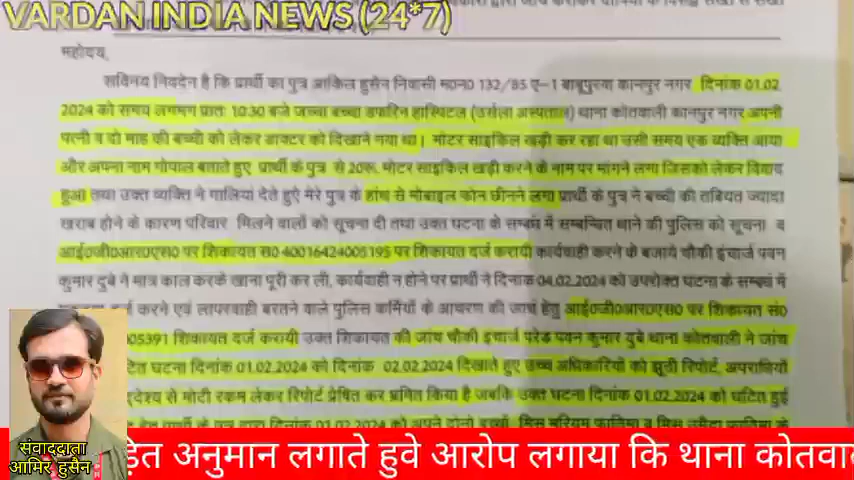 VARDAN INDIA NEWS (24*7)
महोदय,
सविनय निवदेन है कि प्रार्थी का पुत्र आकिल हुसैन निवासी म0न0 132/85 ए-1 बाबूपुरवा कानपुर नगर दिनांक 01.02
2024 को समय लगभग प्रातः 10:30 बजे जच्चा बच्चा डफरिन हास्पिटल (उर्सला अस्पताल) थाना कोतवाली कानपुर नगर अपनी
पत्नी व दो माह की बच्ची को लेकर डाक्टर को दिखाने गया था। मोटर साइकिल खड़ी कर रहा था उसी समय एक व्यक्ति आया
और अपना नाम गोपाल बताते हुए प्रार्थी के पुत्र से 20रू0 मोटर साइकिल खड़ी करने के नाम पर मांगने लगा जिसको लेकर विवाद
हुआ तथा उक्त व्यक्ति ने गालिया देते हुऐ मेरे पुत्र के हांथ से मोबाइल फोन छीनने लगा प्रार्थी के पुत्र ने बच्ची की तबियत ज्यादा
खराब होने के कारण परिवार मिलने वालों को सूचना दी तथा उक्त घटना के सम्बंध में सम्बन्धित थाने की पुलिस को सूचना व
आई0जी0आर0एस0 पर शिकायत स0 40016424005195 पर शिकायत दर्ज करायी कार्यवाही करने के बजाये चौकी इंचार्ज पवन
कुमार दुबे ने मात्र काल करके खाना पूरी कर ली, कार्यवाही न होने पर प्रार्थी ने दिनांक 04.02.2024 को उपरोक्त घटना के सम्बंध में
दर्ज करने एवं लापरवाही बरतने वाले पुलिस कर्मियों के आचरण की जांच हेतु आई0जी0आर0एस0 पर शिकायत सं0
005391 शिकायत दर्ज करायी उक्त शिकायत की जांच चौकी इंचार्ज परेड पवन कुमार दुबे थाना कोतवाली ने जांच
घटना दिनांक 01.02.2024 को दिनांक 02.02.2024 दिखाते हुए उच्च अधिकारियों को झूठी रिपोर्ट, अपराधियों
देश्य से मोटी रकम लेकर रिपोर्ट प्रेषित कर भ्रमित किया है जबकि उक्त घटना दिनांक 01.02.2024 को घटित हुई
प्रार्थी के पुत्र द्वारा दिनांक 01.02.2024 को अपने दोनो बच्चों
संवाददाता
आमिर हुसैन
ड़ित अनुमान लगाते हुवे आरोप लगाया कि थाना कोतवा